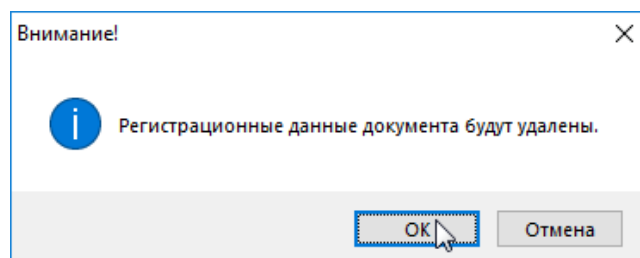 Внимание!
Регистрационные данные документа будут удалены.
ОК Отмена